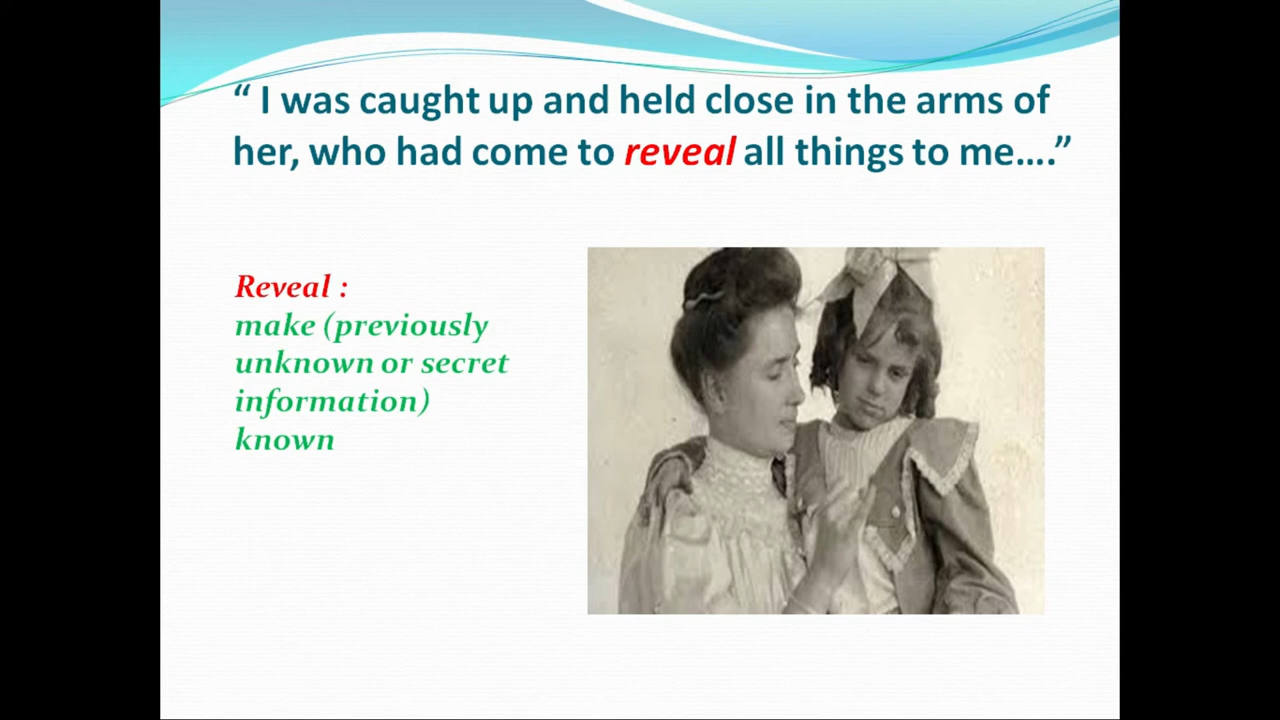 “ I was caught up and held close in the arms of
her, who had come to reveal all things to me….”
Reveal :
make (previously
unknown or secret
information)
known